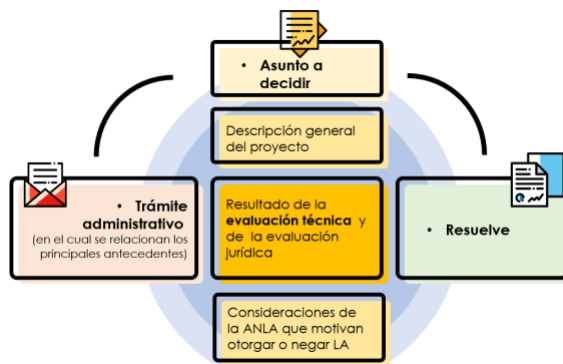 • Asunto a
decidir
Descripción general
del proyecto
• Trámite
administrativo
(en el cual se relacionan los
principales antecedentes)
Resultado de la
evaluación técnica y
de la evaluación
jurídica
• Resuelve
Consideraciones de
la ANLA que motivan
otorgar o negar LA